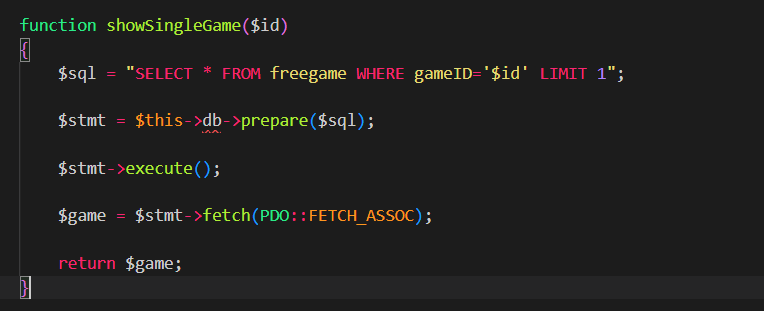 function showSingleGame($id)
{
$sql = "SELECT * FROM freegame WHERE gameID='$id' LIMIT 1";
$stmt = $this->db->prepare($sql);
$stmt->execute();
$game = $stmt->fetch(PDO::FETCH_ASSOC);
return $game;
}